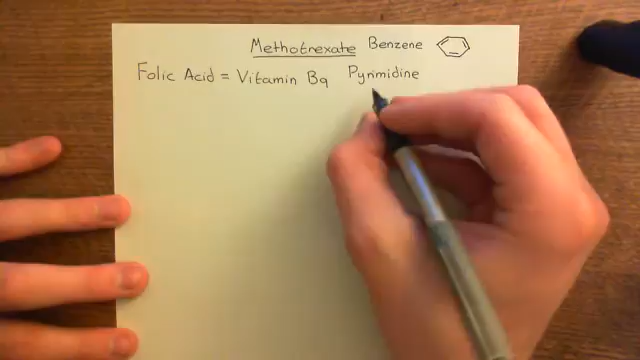 Methotrexate Benzene
Folic Acid = Vitamin B9 Pyrimidine